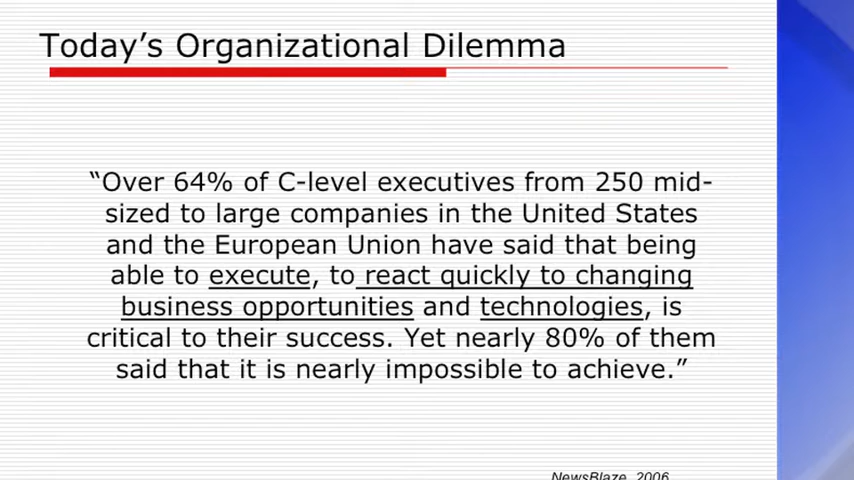 Today’s Organizational Dilemma
“Over 64% of C-level executives from 250 mid-
sized to large companies in the United States
and the European Union have said that being
able to execute, to react quickly to changing
business opportunities and technologies, is
critical to their success. Yet nearly 80% of them
said that it is nearly impossible to achieve.”
NewsBlaze, 2006